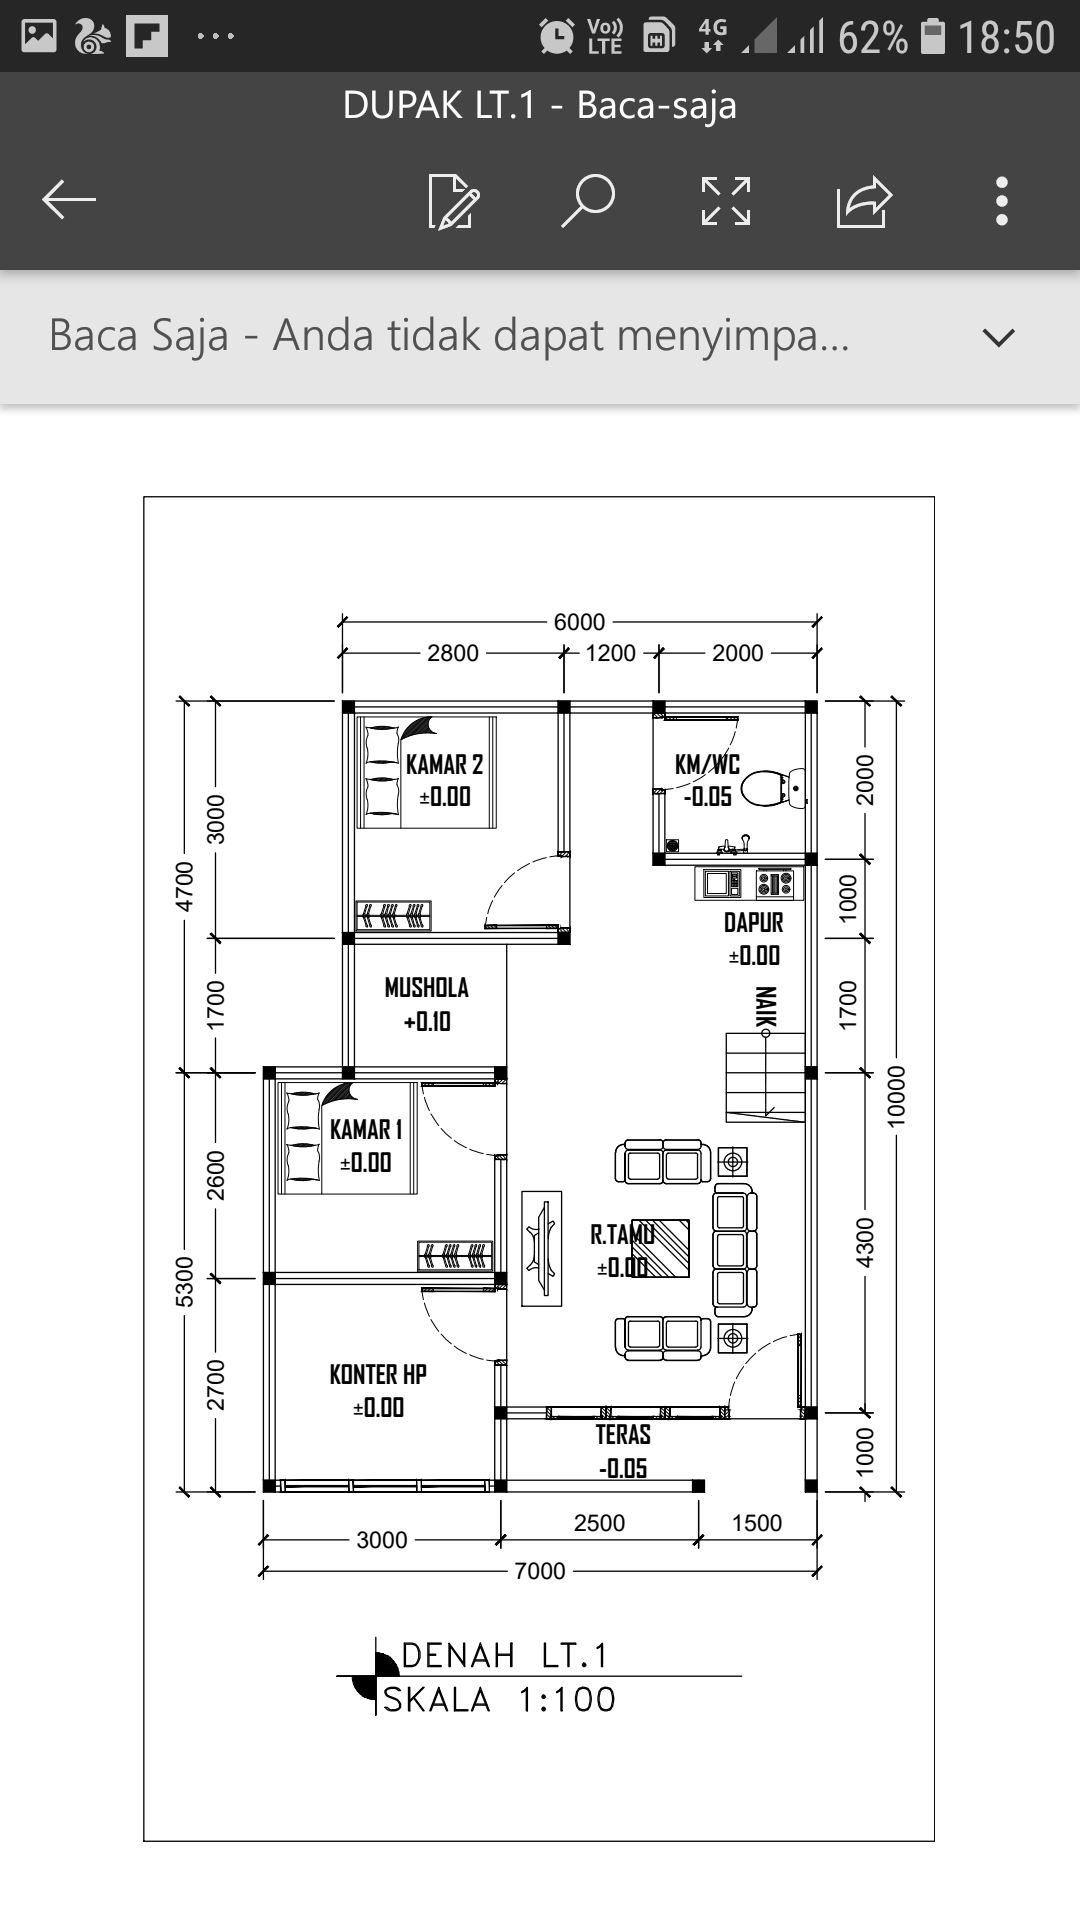 Vo)) LTE 4G 62% 18:50
DUPAK LT.1 - Baca-saja
Baca Saja - Anda tidak dapat menyimpa...
6000
2800 1200 2000
KAMAR 2
±0.00
KM/WC
-0.05
2000
3000
4700
1000
DAPUR
±0.00
MUSHOLA
+0.10
NAIK
1700
1700
10000
KAMAR 1
±0.00
2600
R.TAMU
±0.00
4300
5300
KONTER HP
±0.00
2700
TERAS
-0.05
1000
3000
2500
1500
7000
DENAH LT.1
SKALA 1:100